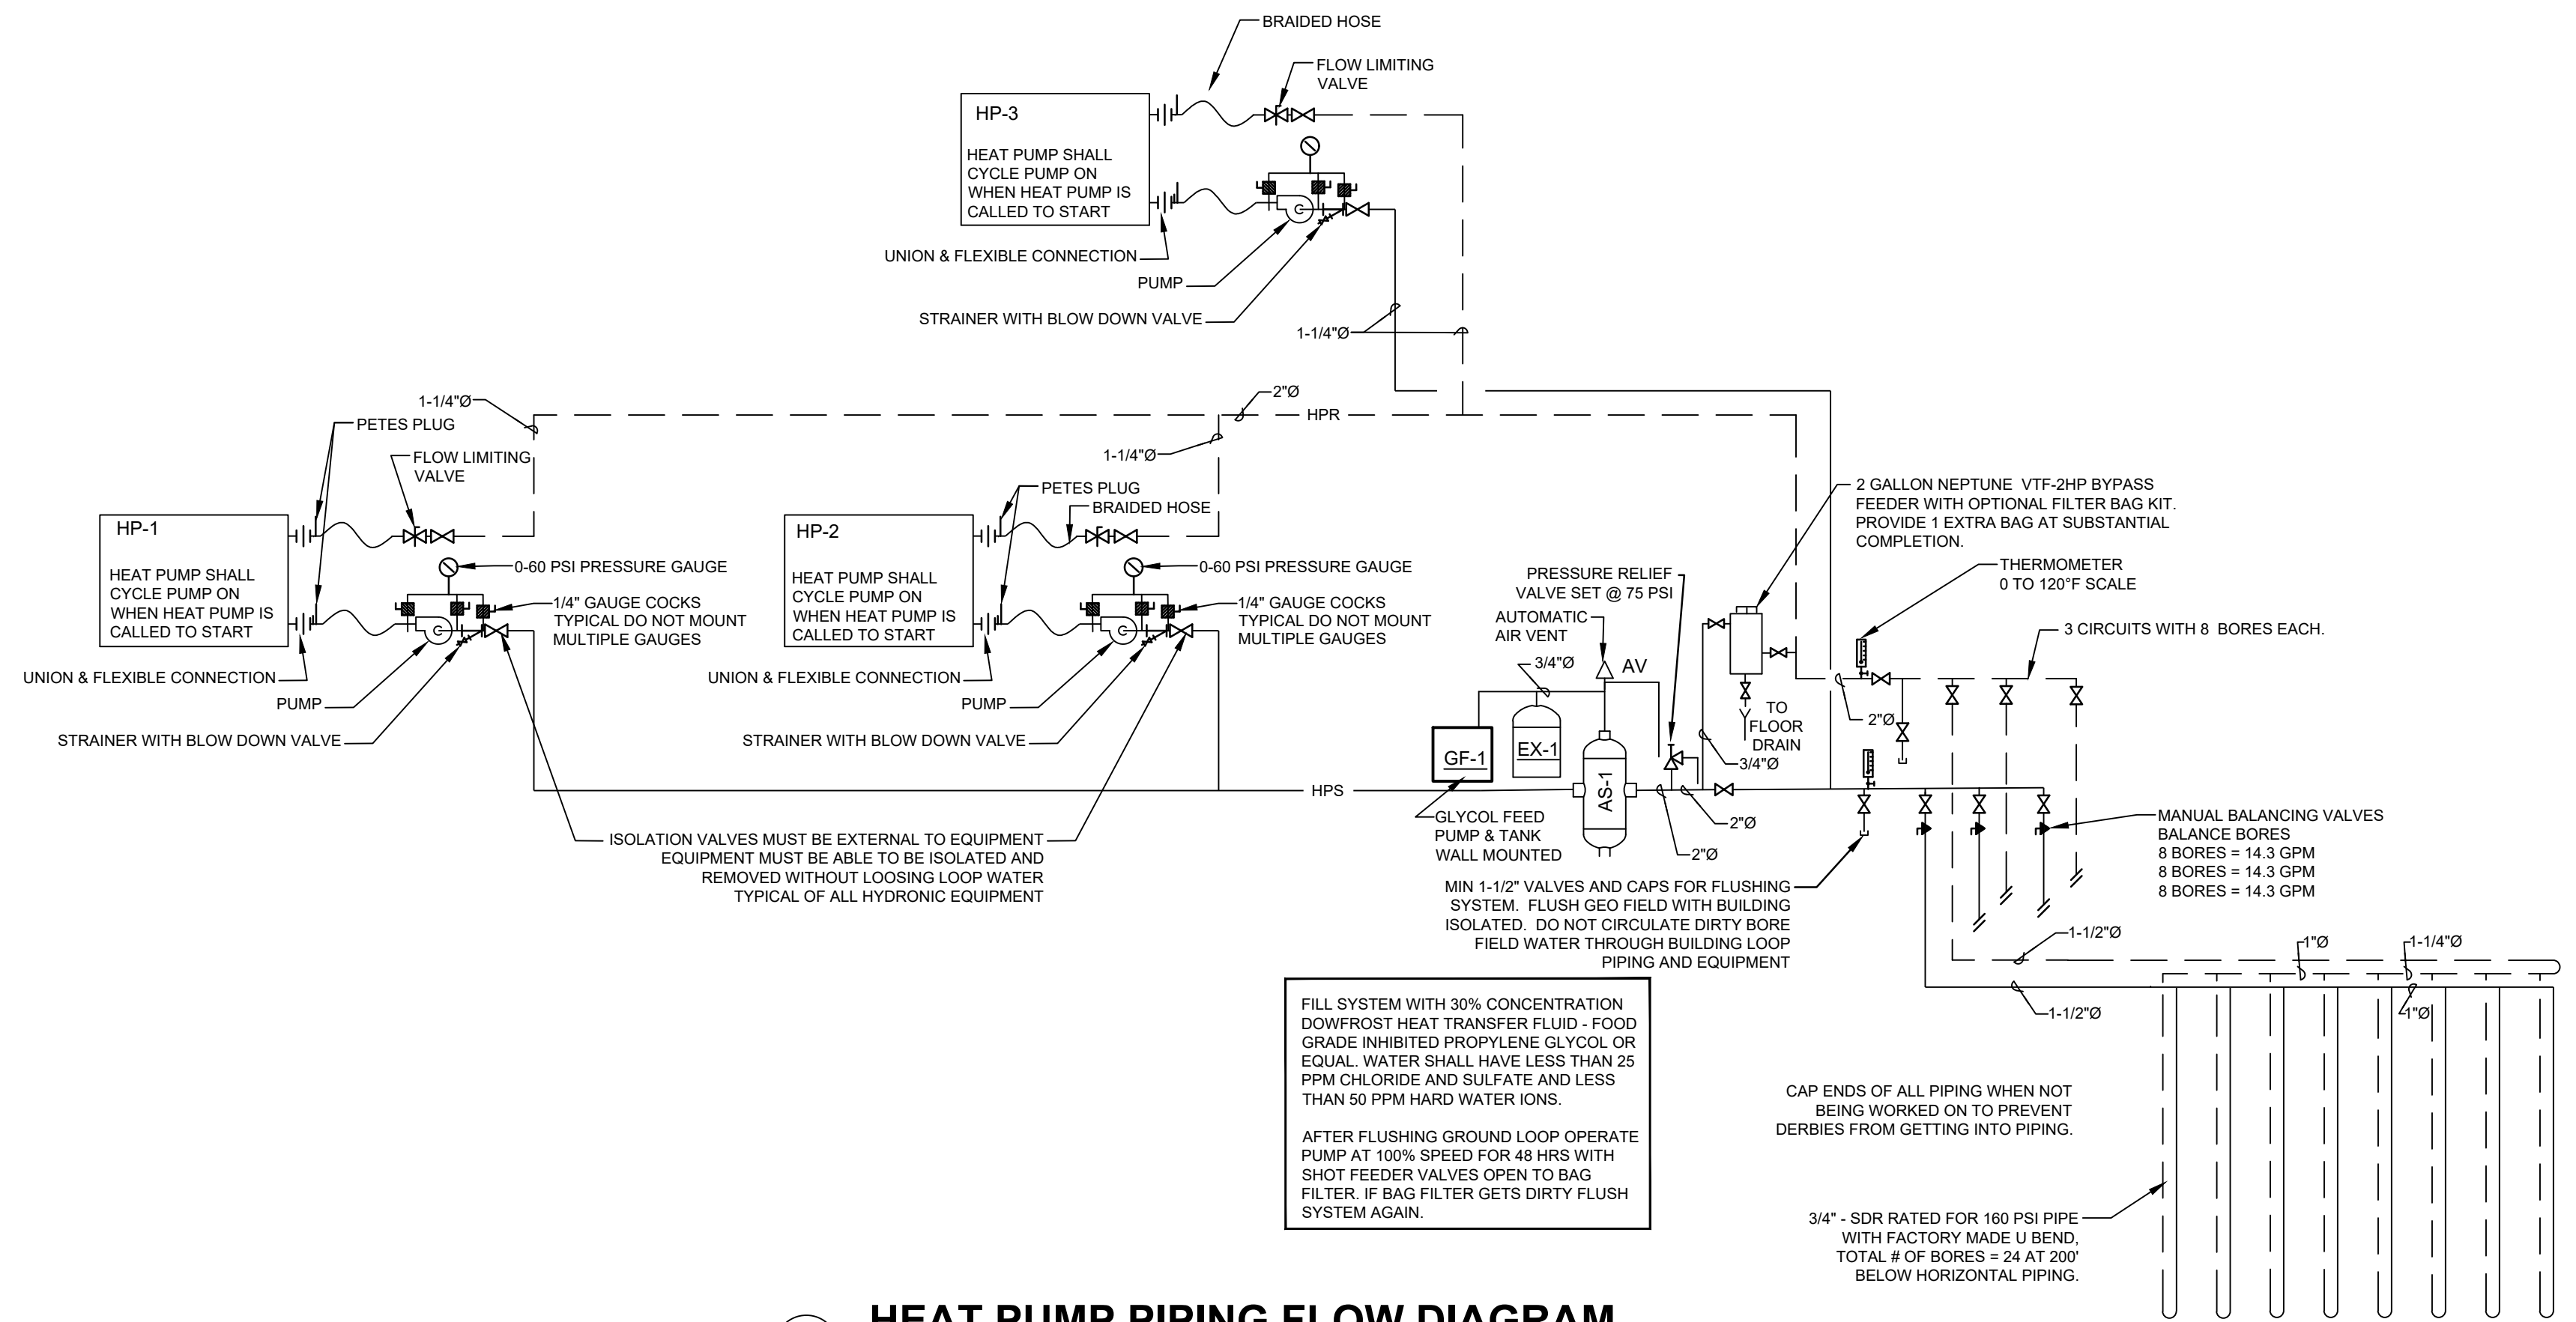 BRAIDED HOSE
FLOW LIMITING
VALVE
HP-3
HEAT PUMP SHALL
CYCLE PUMP ON
WHEN HEAT PUMP IS
CALLED TO START
UNION & FLEXIBLE CONNECTION
PUMP
STRAINER WITH BLOW DOWN VALVE
1-1/4"Ø
1-1/4"Ø
PETES PLUG
FLOW LIMITING
VALVE
2"Ø
HPR
1-1/4"Ø
PETES PLUG
BRAIDED HOSE
HP-1
HEAT PUMP SHALL
CYCLE PUMP ON
WHEN HEAT PUMP IS
CALLED TO START
0-60 PSI PRESSURE GAUGE
1/4" GAUGE COCKS
TYPICAL DO NOT MOUNT
MULTIPLE GAUGES
UNION & FLEXIBLE CONNECTION
PUMP
STRAINER WITH BLOW DOWN VALVE
HP-2
HEAT PUMP SHALL
CYCLE PUMP ON
WHEN HEAT PUMP IS
CALLED TO START
0-60 PSI PRESSURE GAUGE
1/4" GAUGE COCKS
TYPICAL DO NOT MOUNT
MULTIPLE GAUGES
UNION & FLEXIBLE CONNECTION
PUMP
STRAINER WITH BLOW DOWN VALVE
2 GALLON NEPTUNE  VTF-2HP BYPASS
FEEDER WITH OPTIONAL FILTER BAG KIT.
PROVIDE 1 EXTRA BAG AT SUBSTANTIAL
COMPLETION.
THERMOMETER
0 TO 120°F SCALE
PRESSURE RELIEF
VALVE SET @ 75 PSI
AUTOMATIC
AIR VENT
3/4"Ø
AV
3 CIRCUITS WITH 8  BORES EACH.
TO
FLOOR
DRAIN
2"Ø
3/4"Ø
GF-1
EX-1
AS-1
HPS
GLYCOL FEED
PUMP & TANK
WALL MOUNTED
2"Ø
2"Ø
ISOLATION VALVES MUST BE EXTERNAL TO EQUIPMENT
EQUIPMENT MUST BE ABLE TO BE ISOLATED AND
REMOVED WITHOUT LOOSING LOOP WATER
TYPICAL OF ALL HYDRONIC EQUIPMENT
MANUAL BALANCING VALVES
BALANCE BORES
8 BORES = 14.3 GPM
8 BORES = 14.3 GPM
8 BORES = 14.3 GPM
MIN 1-1/2" VALVES AND CAPS FOR FLUSHING
SYSTEM.  FLUSH GEO FIELD WITH BUILDING
ISOLATED.  DO NOT CIRCULATE DIRTY BORE
FIELD WATER THROUGH BUILDING LOOP
PIPING AND EQUIPMENT
1-1/2"Ø
1"Ø
1-1/4"Ø
1-1/2"Ø
1"Ø
FILL SYSTEM WITH 30% CONCENTRATION
DOWFROST HEAT TRANSFER FLUID - FOOD
GRADE INHIBITED PROPYLENE GLYCOL OR
EQUAL. WATER SHALL HAVE LESS THAN 25
PPM CHLORIDE AND SULFATE AND LESS
THAN 50 PPM HARD WATER IONS.
AFTER FLUSHING GROUND LOOP OPERATE
PUMP AT 100% SPEED FOR 48 HRS WITH
SHOT FEEDER VALVES OPEN TO BAG
FILTER. IF BAG FILTER GETS DIRTY FLUSH
SYSTEM AGAIN.
CAP ENDS OF ALL PIPING WHEN NOT
BEING WORKED ON TO PREVENT
DERBIES FROM GETTING INTO PIPING.
3/4" - SDR RATED FOR 160 PSI PIPE
WITH FACTORY MADE U BEND,
TOTAL # OF BORES = 24 AT 200'
BELOW HORIZONTAL PIPING.
HEAT PUMP PIPING FLOW DIAGRAM